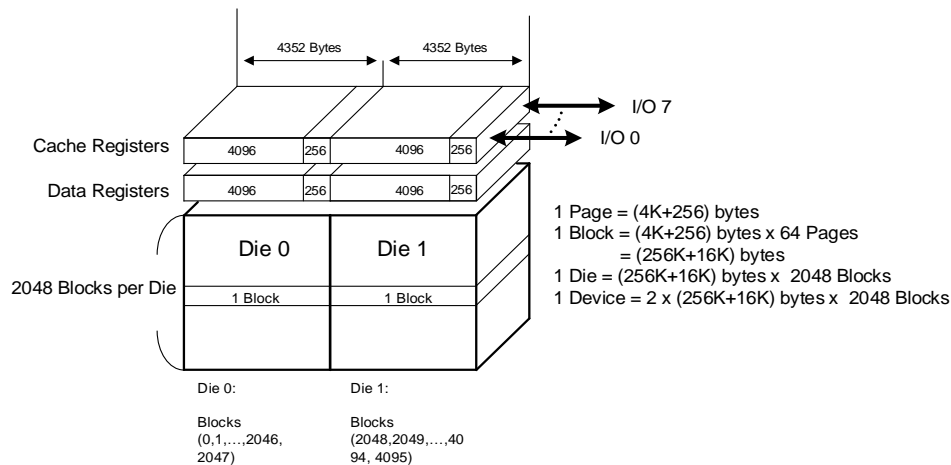 4352 Bytes
4352 Bytes
I/O 7
I/O 0
Cache Registers
4096
256
4096
256
Data Registers
4096
256
4096
256
1 Page = (4K+256) bytes
1 Block = (4K+256) bytes x 64 Pages
= (256K+16K) bytes
1 Die = (256K+16K) bytes x 2048 Blocks
1 Device = 2 x (256K+16K) bytes x 2048 Blocks
Die 0
Die 1
2048 Blocks per Die
1 Block
1 Block
Die 0:
Blocks
(0,1,...,2046,
2047)
Die 1:
Blocks
(2048,2049,...,40
94, 4095)